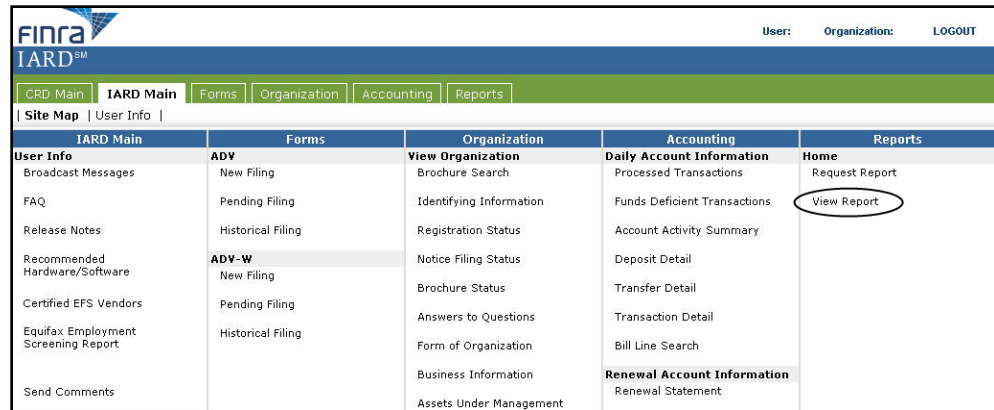 Finra
User: Organization: LOGOUT
IARD℠
CRD Main IARD Main Forms Organization Accounting Reports
| Site Map | User Info |
IARD Main
User Info
Broadcast Messages
FAQ
Release Notes
Recommended
Hardware/Software
Certified EFS Vendors
Equifax Employment
Screening Report
Send Comments
Forms
ADV
New Filing
Pending Filing
Historical Filing
ADV-W
New Filing
Pending Filing
Historical Filing
Organization
View Organization
Brochure Search
Identifying Information
Registration Status
Notice Filing Status
Brochure Status
Answers to Questions
Form of Organization
Business Information
Assets Under Management
Accounting
Daily Account Information
Processed Transactions
Funds Deficient Transactions
Account Activity Summary
Deposit Detail
Transfer Detail
Transaction Detail
Bill Line Search
Renewal Account Information
Renewal Statement
Reports
Home
Request Report
View Report